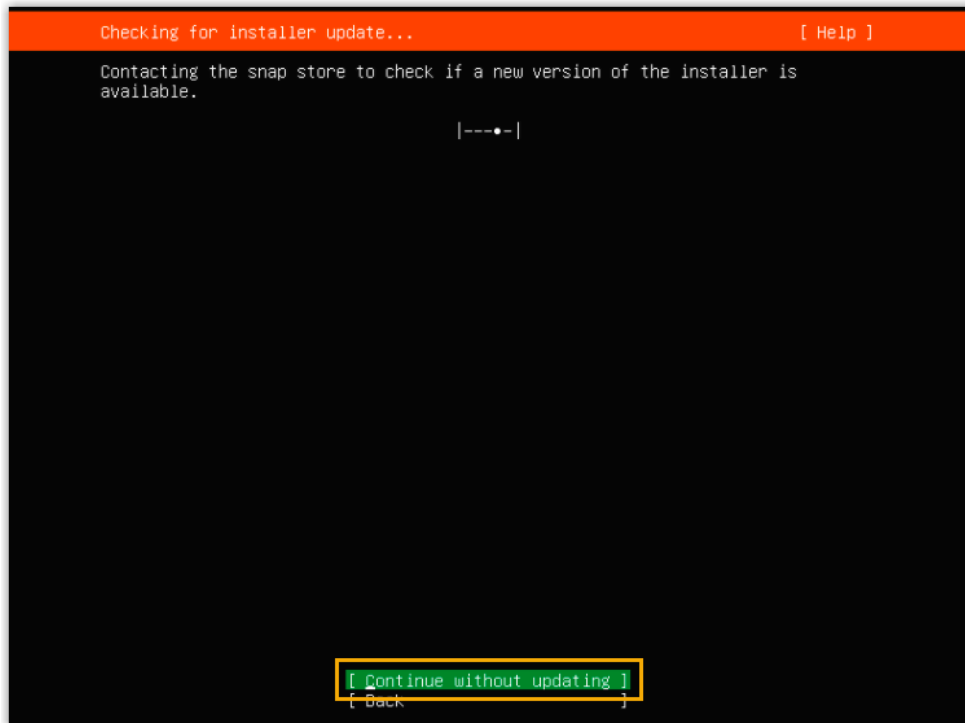 Checking for installer update... [ Help ]
Contacting the snap store to check if a new version of the installer is
available.
|---•-|
[ Continue without updating ]
[ Back ]